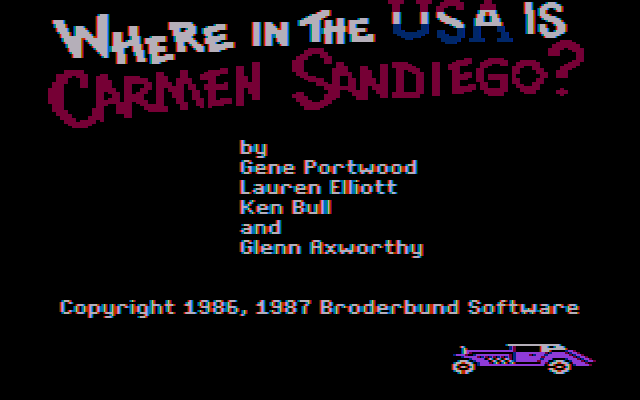 WHERE IN THE USA IS
CARMEN SANDIEGO?
by
Gene Portwood
Lauren Elliott
Ken Bull
and
Glenn Axworthy
Copyright 1986, 1987 Broderbund Software